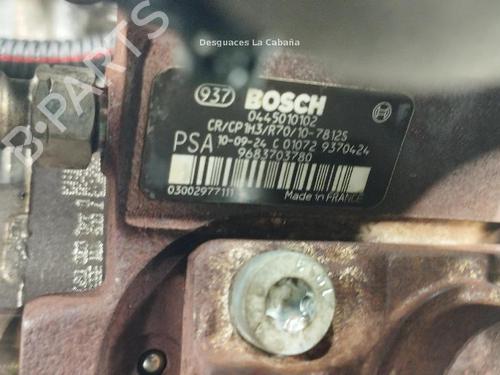 Desguaces La Cabaña
B-PARTS
937 BOSCH
0445010102
CR/CP1H3/R70/10-78125
PSA 10-09-24 C 01072 9370424
9683703780
03002977111 Made in FRANCE